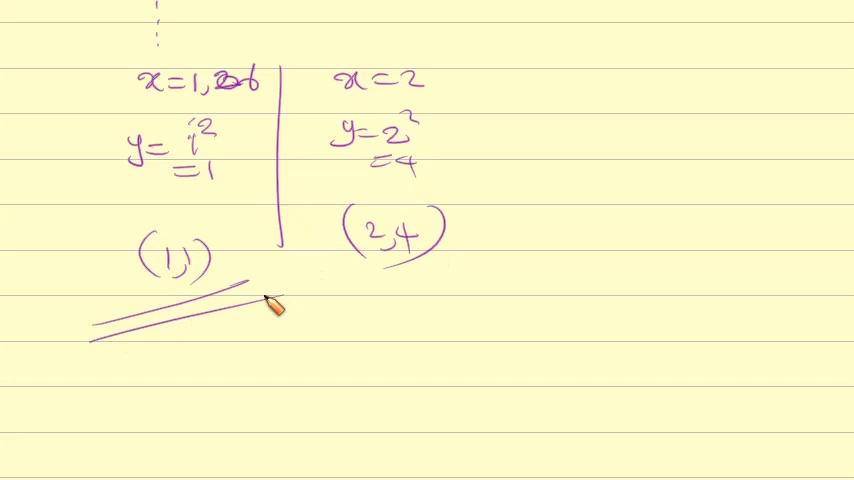 x=1,
y=1²
=1
(1,1)
x=2
y=2²
=4
(2,4)